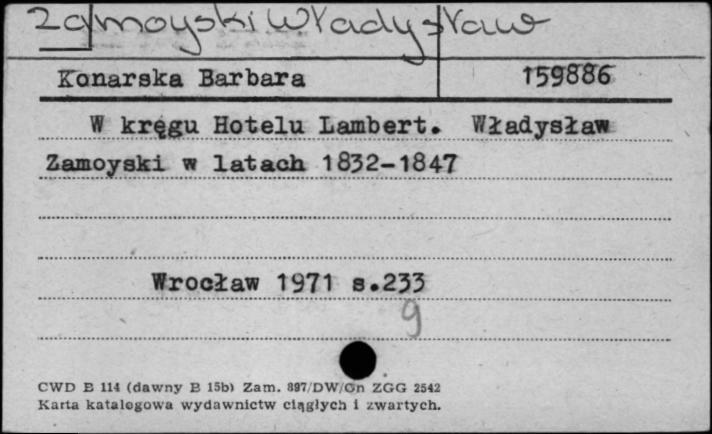 Zamoyski Władysław
Konarska Barbara 159886
W kręgu Hotelu Lambert. Władysław
Zamoyski w latach 1832-1847
Wrocław 1971 s.233
9
CWD B 114 (dawny B 15b) Zam. 897/DW/Gn ZGG 2542
Karta katalogowa wydawnictw ciągłych i zwartych.